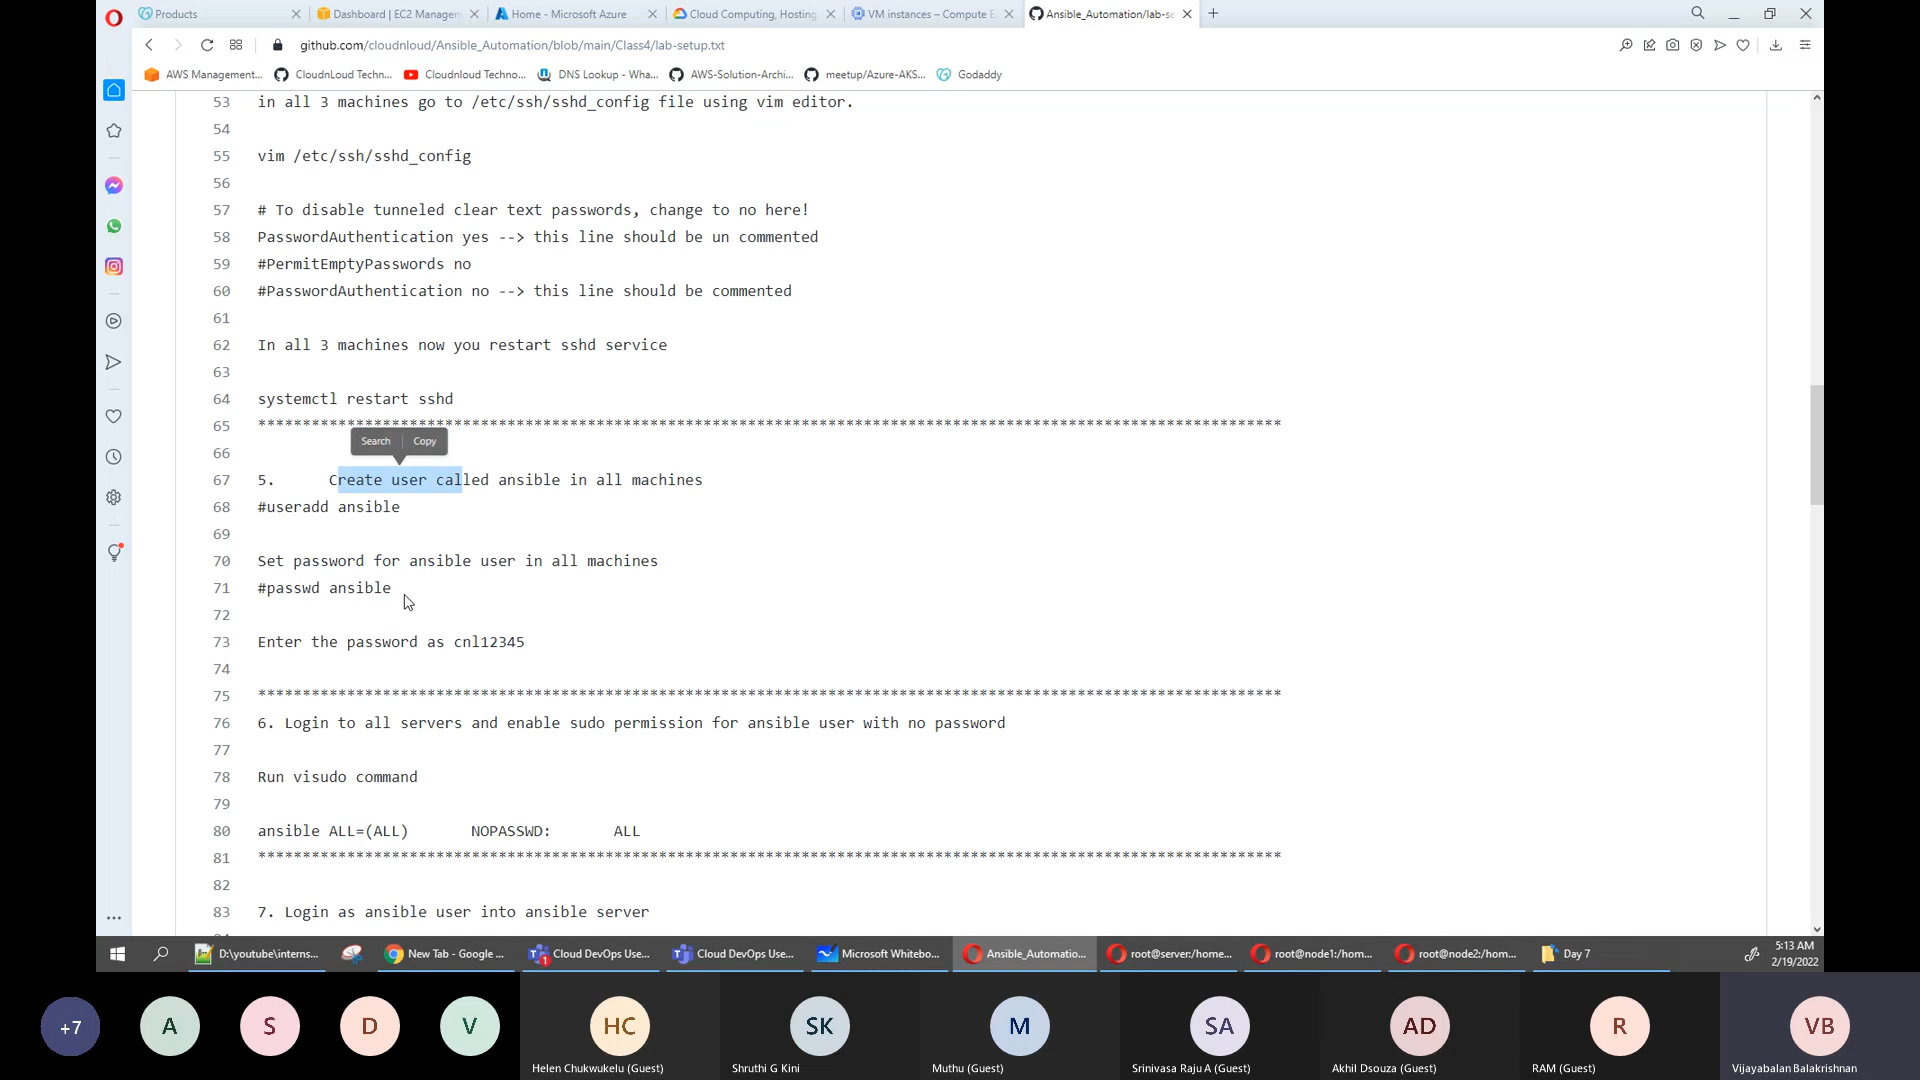 Products
Dashboard | EC2 Managem
Home - Microsoft Azure
Cloud Computing, Hosting
VM instances – Compute E
Ansible_Automation/lab-se
github.com/cloudnloud/Ansible_Automation/blob/main/Class4/lab-setup.txt
AWS Management...
CloudnLoud Techn...
Cloudnloud Techno...
DNS Lookup - Wha...
AWS-Solution-Archi...
meetup/Azure-AKS...
Godaddy
53 in all 3 machines go to /etc/ssh/sshd_config file using vim editor.
54
55 vim /etc/ssh/sshd_config
56
57 # To disable tunneled clear text passwords, change to no here!
58 PasswordAuthentication yes --> this line should be un commented
59 #PermitEmptyPasswords no
60 #PasswordAuthentication no --> this line should be commented
61
62 In all 3 machines now you restart sshd service
63
64 systemctl restart sshd
65 *******************************************************************************************************************
Search Copy
66
67 5. Create user called ansible in all machines
68 #useradd ansible
69
70 Set password for ansible user in all machines
71 #passwd ansible
72
73 Enter the password as cnl12345
74
75 *******************************************************************************************************************
76 6. Login to all servers and enable sudo permission for ansible user with no password
77
78 Run visudo command
79
80 ansible ALL=(ALL) NOPASSWD: ALL
81 *******************************************************************************************************************
82
83 7. Login as ansible user into ansible server
D:\youtube\interns...
New Tab - Google ...
1
Cloud DevOps Use...
Cloud DevOps Use...
Microsoft Whitebo...
Ansible_Automatio...
root@server:/home...
root@node1:/hom...
root@node2:/hom...
Day 7
5:13 AM
2/19/2022
+7
A
S
D
V
HC
SK
M
SA
AD
R
VB
Helen Chukwukelu (Guest)
Shruthi G Kini
Muthu (Guest)
Srinivasa Raju A (Guest)
Akhil Dsouza (Guest)
RAM (Guest)
Vijayabalan Balakrishnan